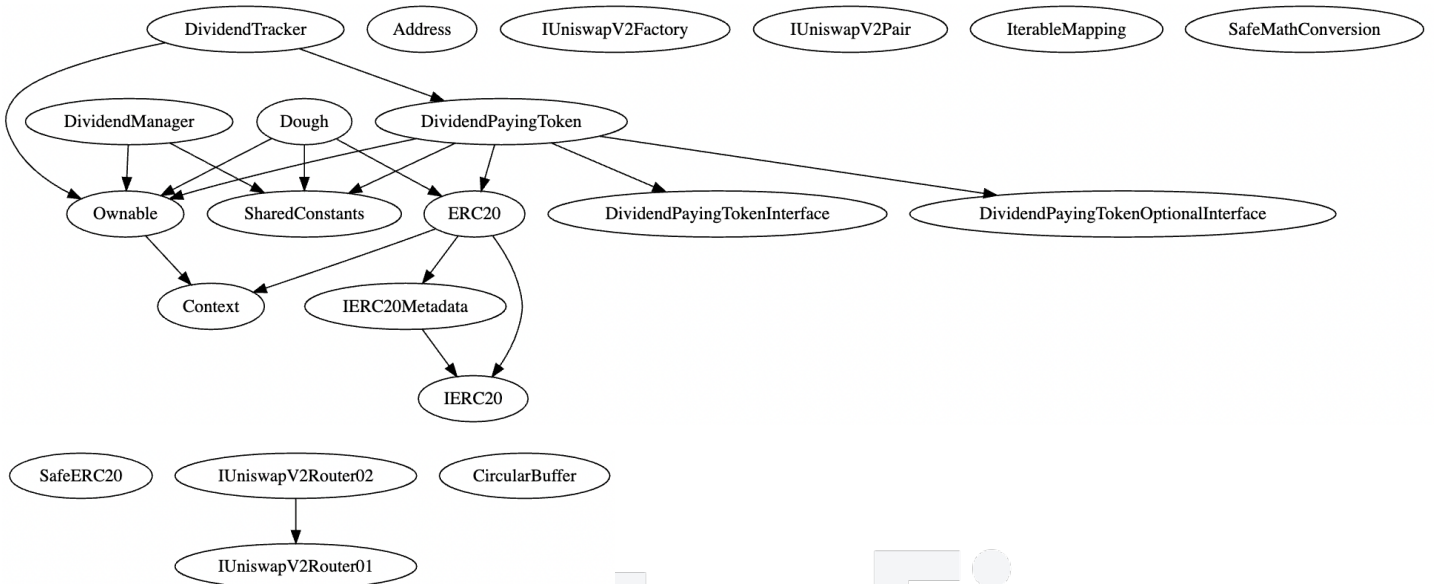 DividendTracker
Address
IUniswapV2Factory
IUniswapV2Pair
IterableMapping
SafeMathConversion
DividendManager
Dough
DividendPayingToken
Ownable
SharedConstants
ERC20
DividendPayingTokenInterface
DividendPayingTokenOptionalInterface
Context
IERC20Metadata
IERC20
SafeERC20
IUniswapV2Router02
CircularBuffer
IUniswapV2Router01